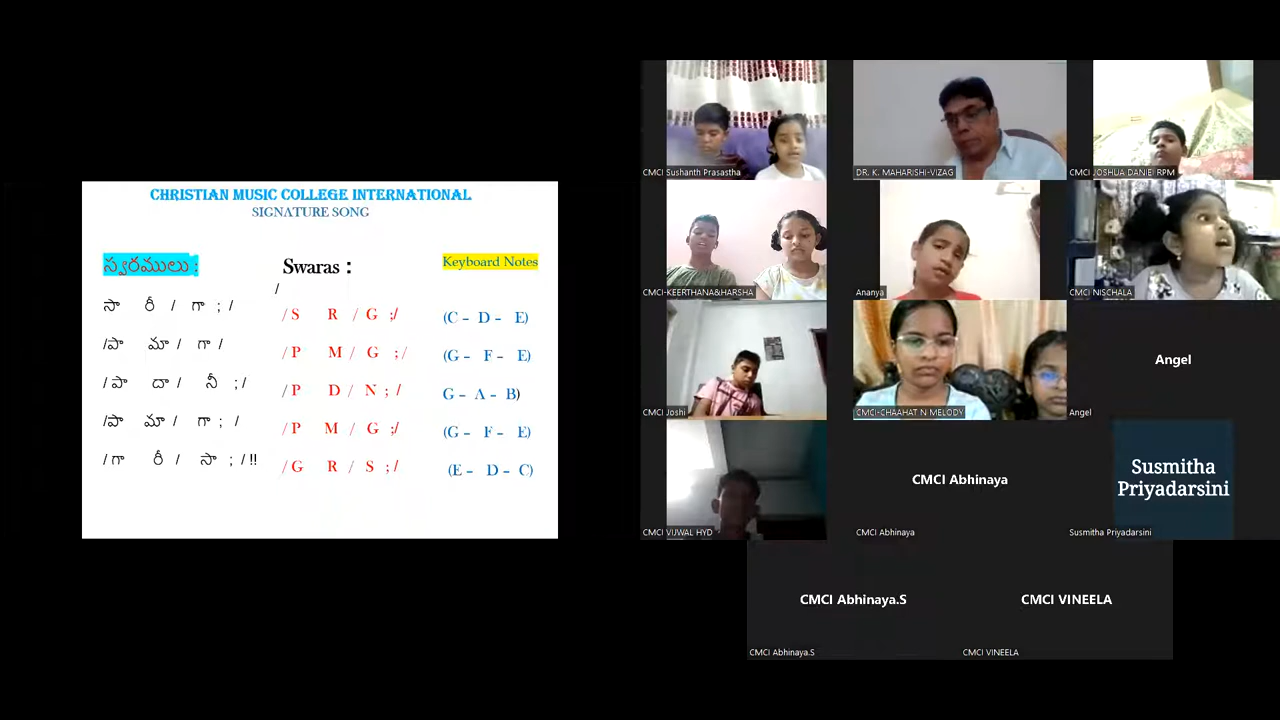 CHRISTIAN MUSIC COLLEGE INTERNATIONAL
SIGNATURE SONG
స్వరములు :
సా రీ / గా ; /
/పా మా / గా /
/ పా దా / నీ ; /
/పా మా / గా ; /
/ గా రీ / సా ; / !!
Swaras :
/
/ S R / G ;/
/ P M / G ; /
/ P D / N ; /
/ P M / G ;/
/ G R / S ; /
Keyboard Notes
(C – D – E)
(G – F – E)
G – A – B)
(G – F – E)
(E – D – C)
CMCI Sushanth Prasastha
DR. K. MAHARISHI-VIZAG
CMCI JOSHUA DANIEl RPM
CMCI-KEERTHANA&HARSHA
Ananya
CMCI NISCHALA
CMCI Joshi
CMCI-CHAAHAT N MELODY
Angel
Angel
CMCI VIJWAL HYD
CMCI Abhinaya
CMCI Abhinaya
Susmitha
Priyadarsini
Susmitha Priyadarsini
CMCI Abhinaya.S
CMCI Abhinaya.S
CMCI VINEELA
CMCI VINEELA